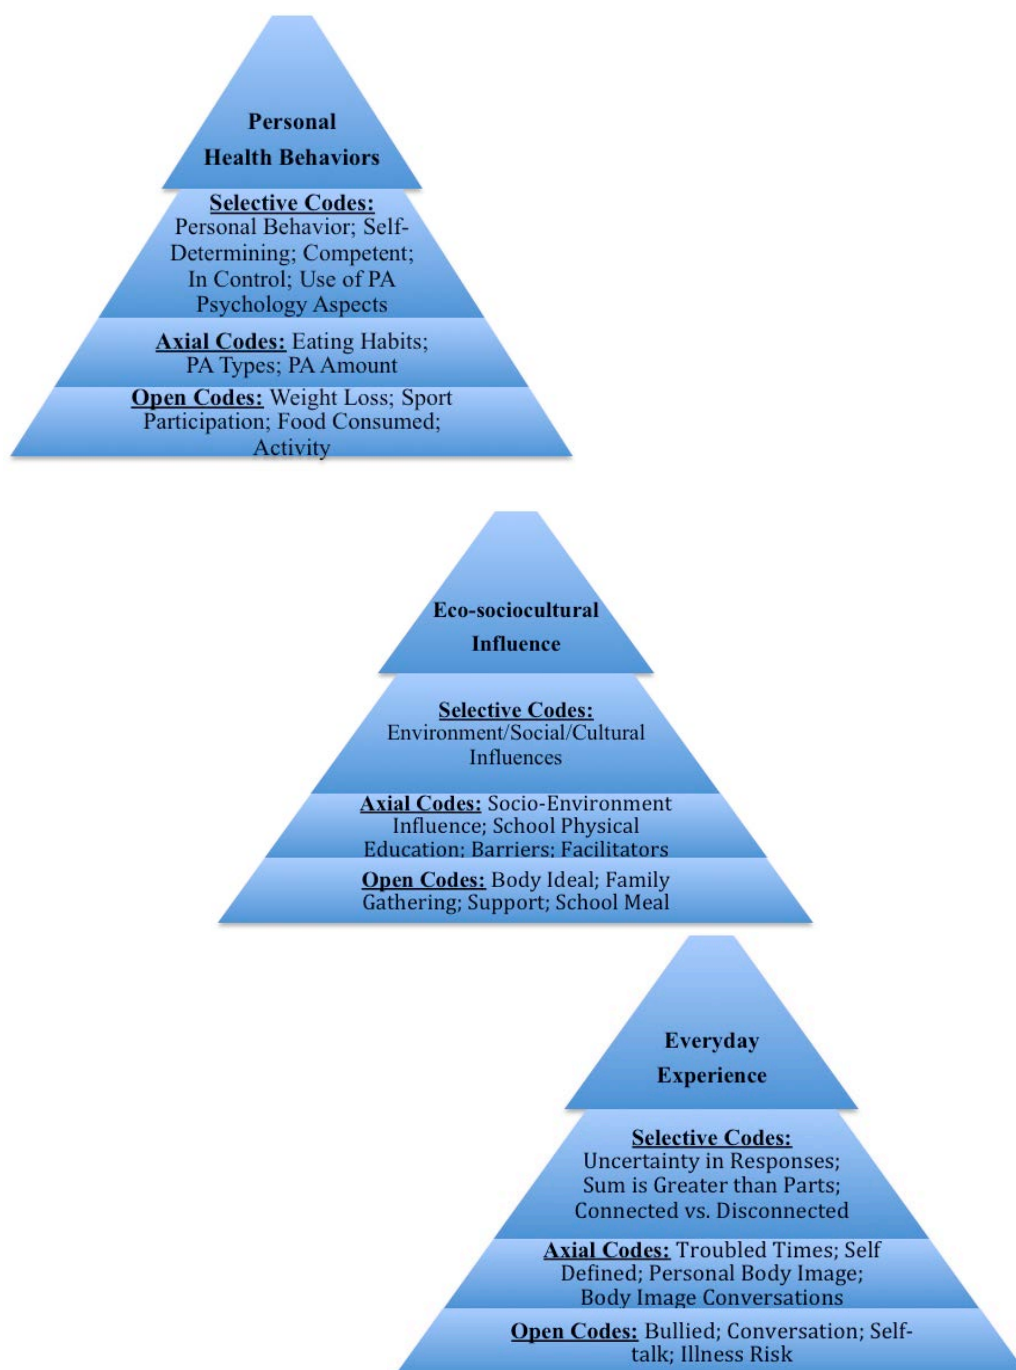 Personal
Health Behaviors
Selective Codes:
Personal Behavior; Self-
Determining; Competent;
In Control; Use of PA
Psychology Aspects
Axial Codes: Eating Habits;
PA Types; PA Amount
Open Codes: Weight Loss; Sport
Participation; Food Consumed;
Activity
Eco-sociocultural
Influence
Selective Codes:
Environment/Social/Cultural
Influences
Axial Codes: Socio-Environment
Influence; School Physical
Education; Barriers; Facilitators
Open Codes: Body Ideal; Family
Gathering; Support; School Meal
Everyday
Experience
Selective Codes:
Uncertainty in Responses;
Sum is Greater than Parts;
Connected vs. Disconnected
Axial Codes: Troubled Times; Self
Defined; Personal Body Image;
Body Image Conversations
Open Codes: Bullied; Conversation; Self-
talk; Illness Risk